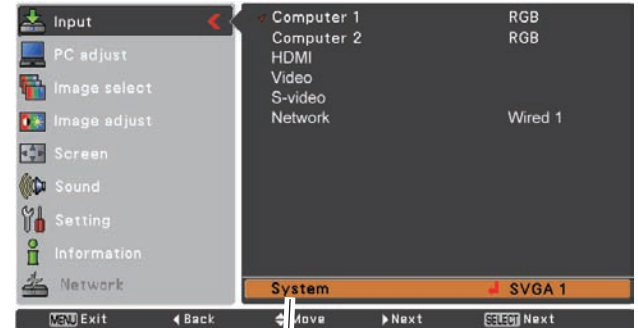 Input
PC adjust
Image select
Image adjust
Screen
Sound
Setting
Information
Network
Computer 1 RGB
Computer 2 RGB
HDMI
Video
S-video
Network Wired 1
System SVGA 1
MENU Exit Back Move Next SELECT Next